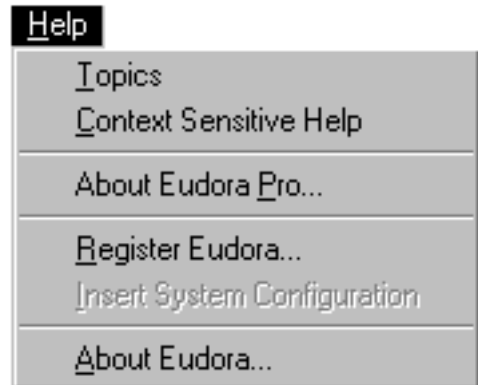 Help
Topics
Context Sensitive Help
About Eudora Pro...
Register Eudora...
Insert System Configuration
About Eudora...